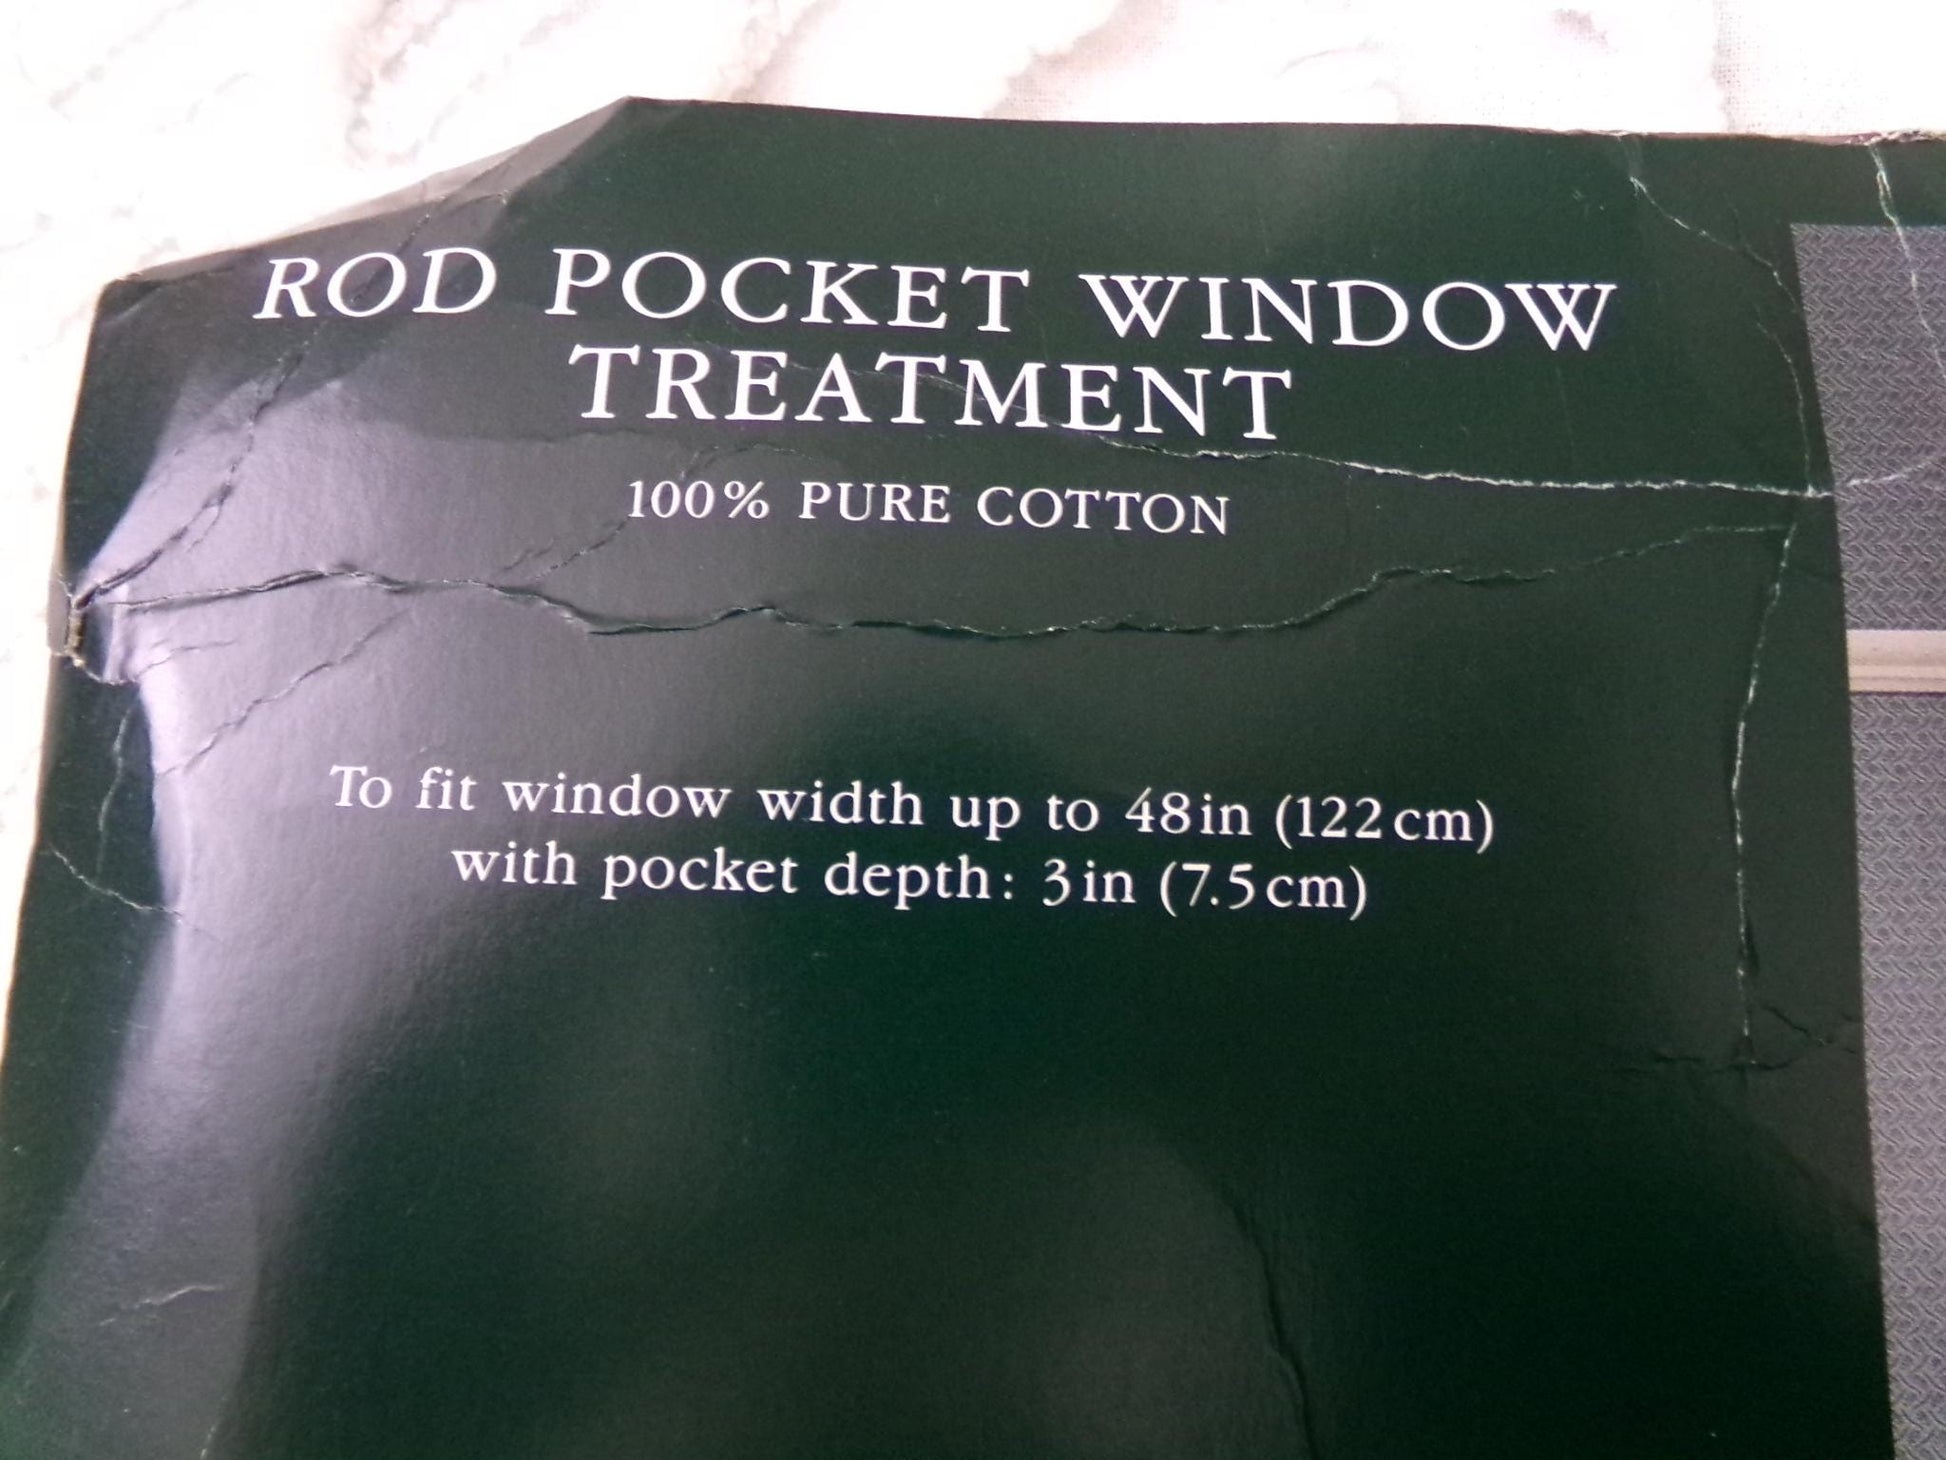 ROD POCKET WINDOW
TREATMENT
100% PURE COTTON
To fit window width up to 48in (122cm)
with pocket depth: 3in (7.5cm)